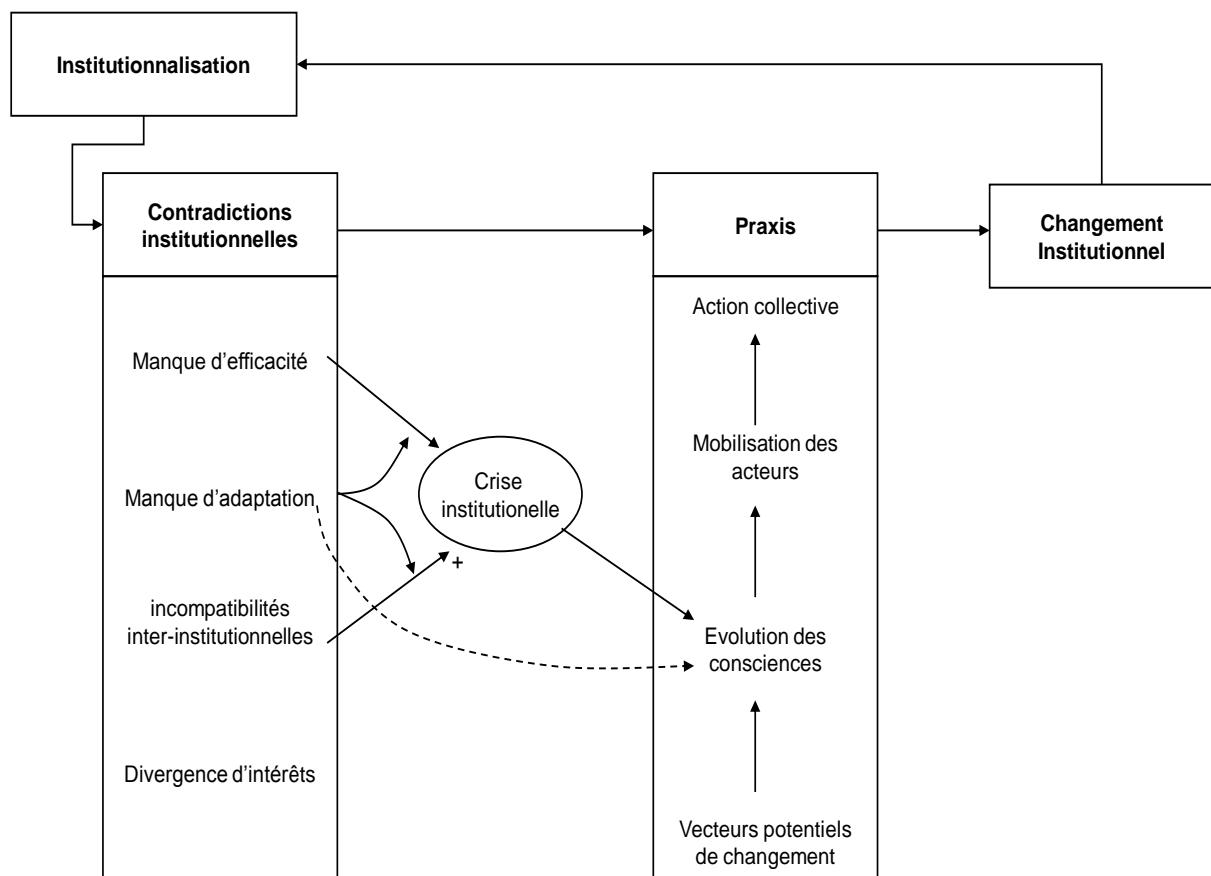 Institutionnalisation
Contradictions
institutionnelles
Praxis
Changement
Institutionnel
Manque d’efficacité
Manque d’adaptation
incompatibilités
inter-institutionnelles
Divergence d’intérêts
Crise
institutionelle
+
Action collective
Mobilisation des
acteurs
Evolution des
consciences
Vecteurs potentiels
de changement